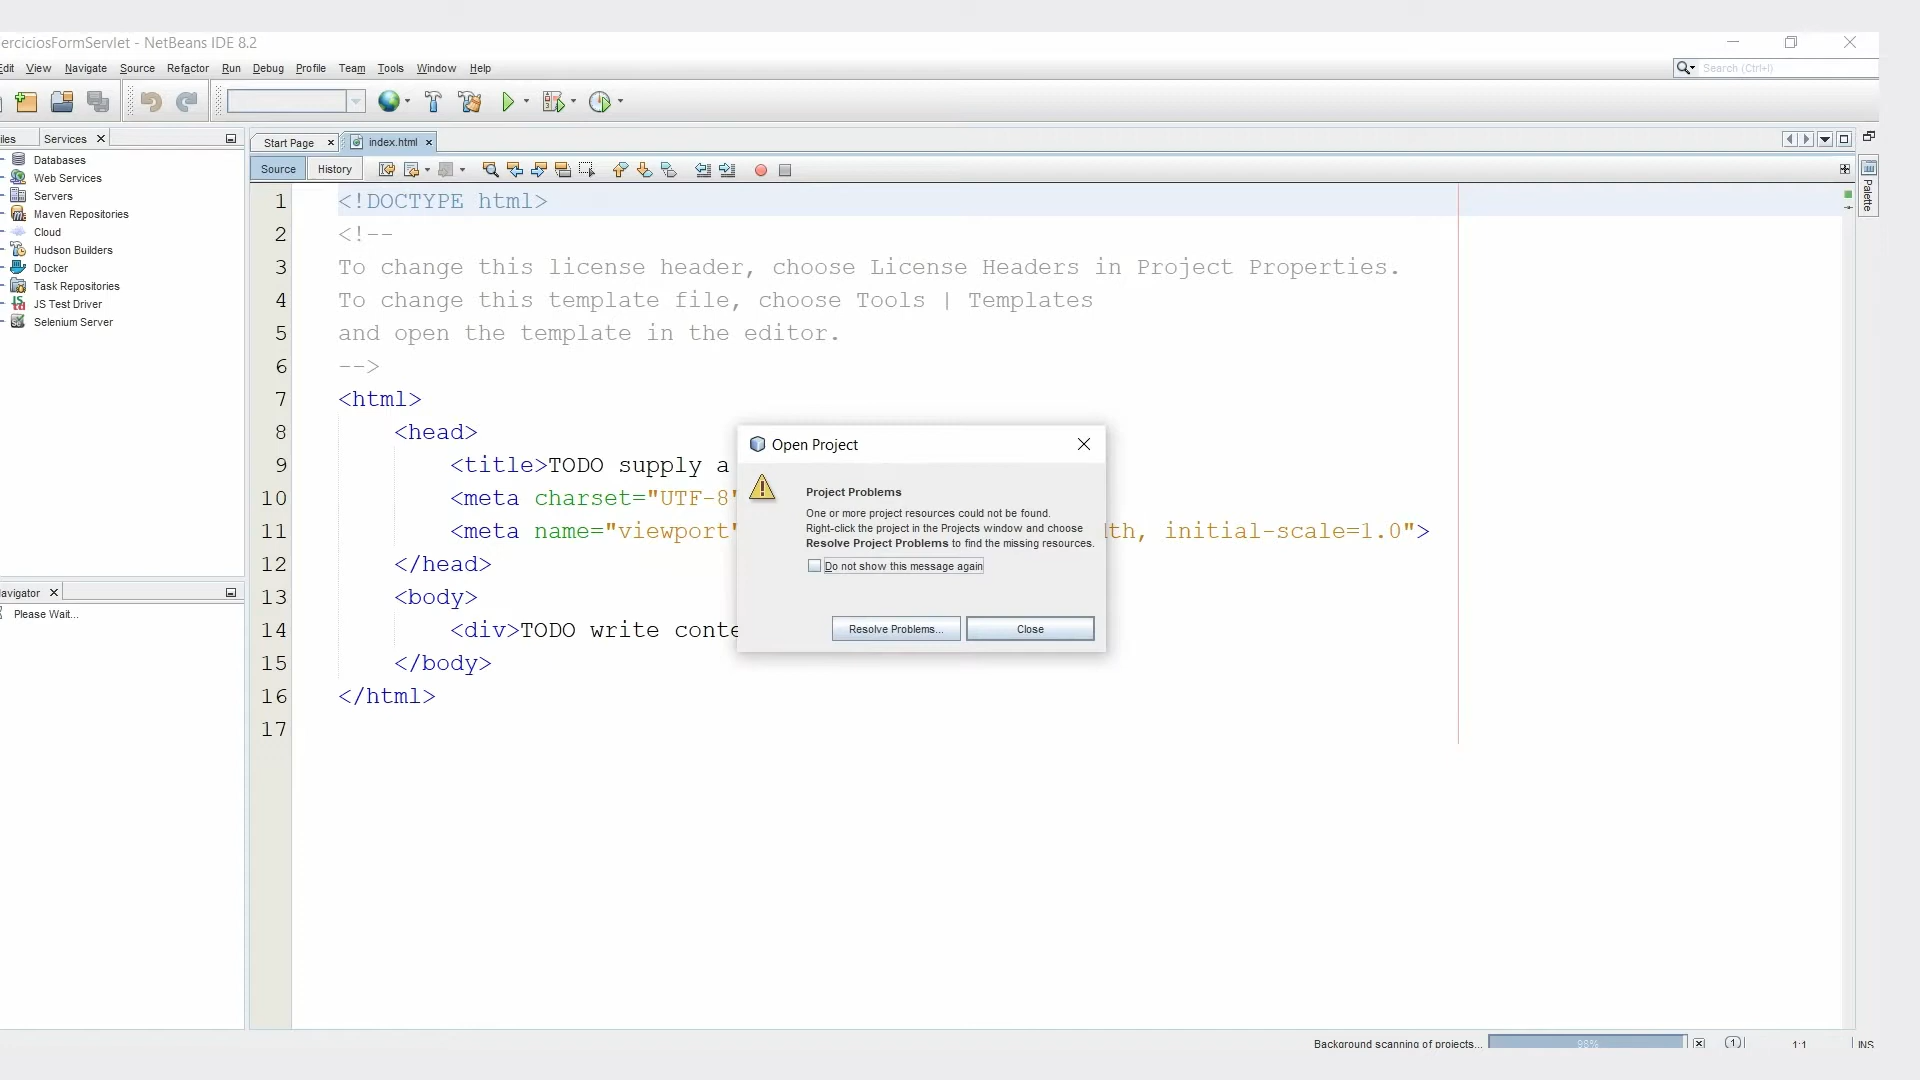 erciciosFormServlet - NetBeans IDE 8.2
Edit View Navigate Source Refactor Run Debug Profile Team Tools Window Help
Search (Ctrl+I)
iles Services
Start Page index.html
Source History
Palette
Databases
Web Services
Servers
Maven Repositories
Cloud
Hudson Builders
Docker
Task Repositories
JS Test Driver
Selenium Server
avigator
Please Wait...
1 <!DOCTYPE html>
2 <!--
3 To change this license header, choose License Headers in Project Properties.
4 To change this template file, choose Tools | Templates
5 and open the template in the editor.
6 -->
7 <html>
8 <head>
9 <title>TODO supply a
10 <meta charset="UTF-8"
11 <meta name="viewport" th, initial-scale=1.0">
12 </head>
13 <body>
14 <div>TODO write conte
15 </body>
16 </html>
17
Open Project
Project Problems
One or more project resources could not be found.
Right-click the project in the Projects window and choose
Resolve Project Problems to find the missing resources.
Do not show this message again
Resolve Problems... Close
Background scanning of projects... 98% 1 1:1 INS